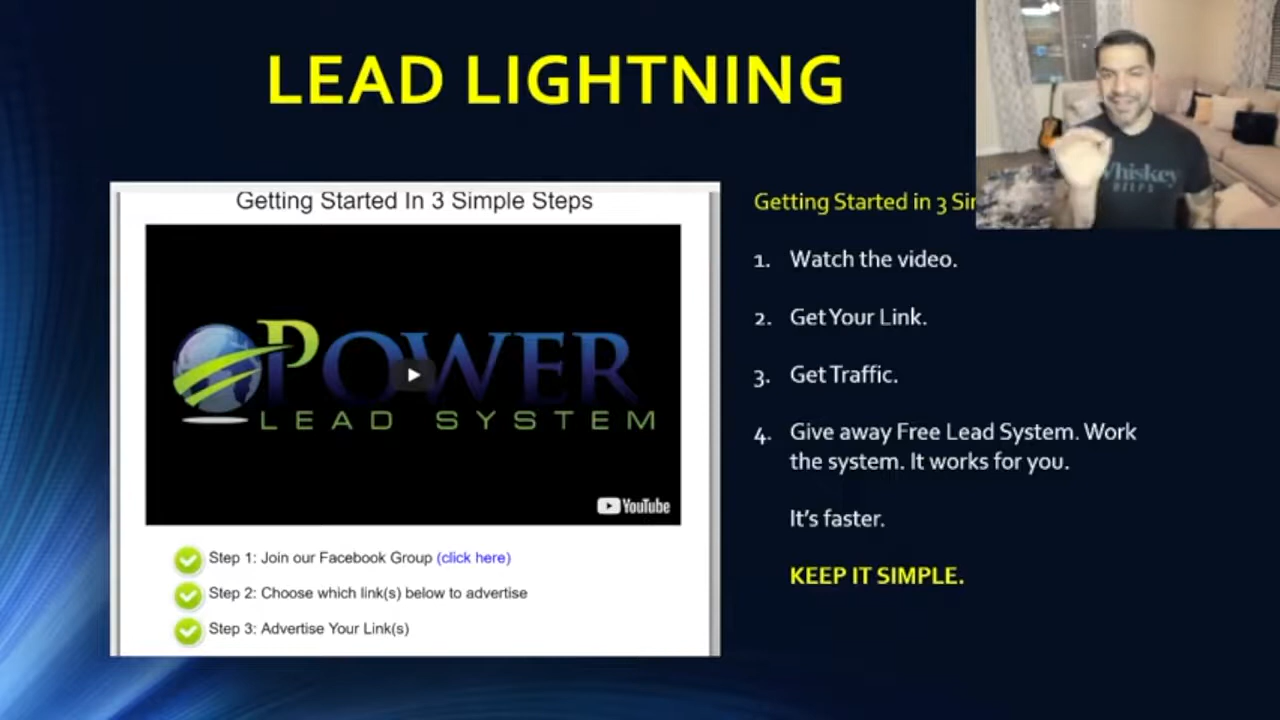 LEAD LIGHTNING
Getting Started In 3 Simple Steps
POWER
LEAD SYSTEM
YouTube
Step 1: Join our Facebook Group (click here)
Step 2: Choose which link(s) below to advertise
Step 3: Advertise Your Link(s)
Getting Started in 3
1. Watch the video.
2. Get Your Link.
3. Get Traffic.
4. Give away Free Lead System. Work
the system. It works for you.
It's faster.
KEEP IT SIMPLE.
Whiskey